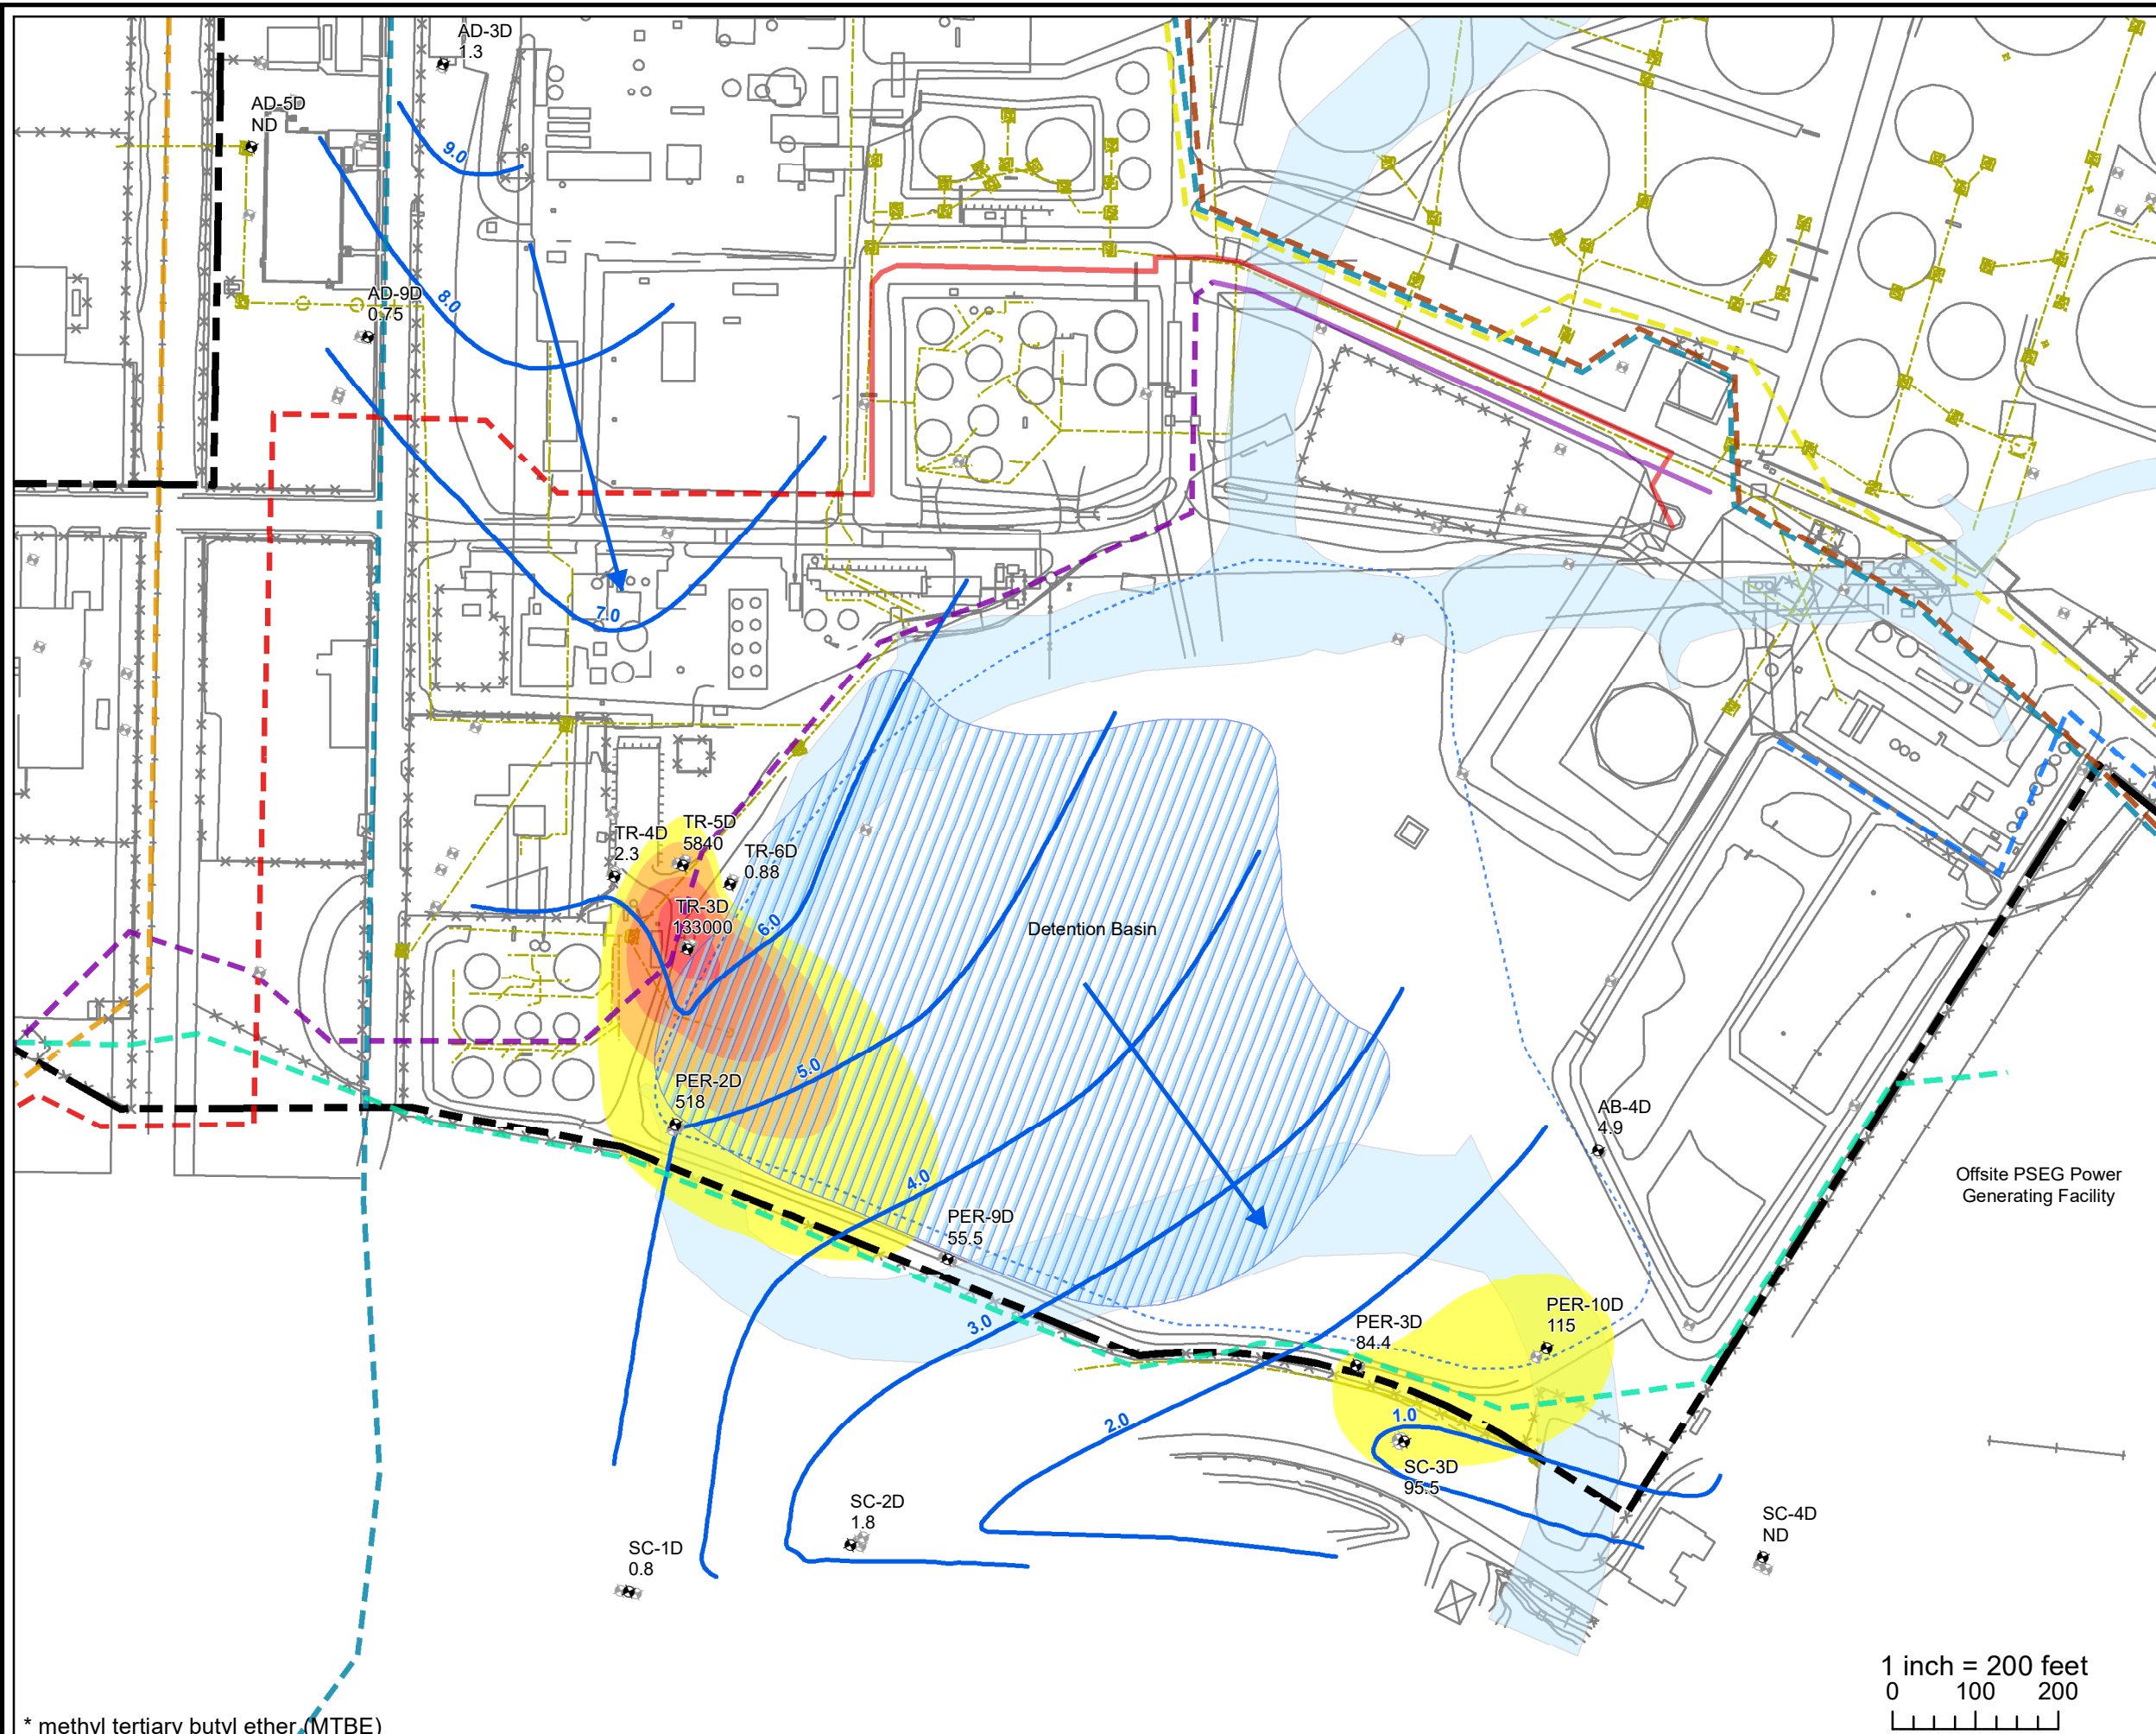 AD-3D
1.3
AD-5D
ND
9.0
AD-9D
0.75
8.0
7.0
TR-4D
2.3
TR-5D
5840
TR-6D
0.88
TR-3D
133000
6.0
Detention Basin
5.0
PER-2D
518
AB-4D
4.9
4.0
Offsite PSEG Power
Generating Facility
PER-9D
55.5
3.0
PER-3D
84.4
PER-10D
115
2.0
1.0
SC-3D
95.5
SC-2D
1.8
SC-4D
ND
SC-1D
0.8
1 inch = 200 feet
0 100 200
* methyl tertiary butyl ether (MTBE)